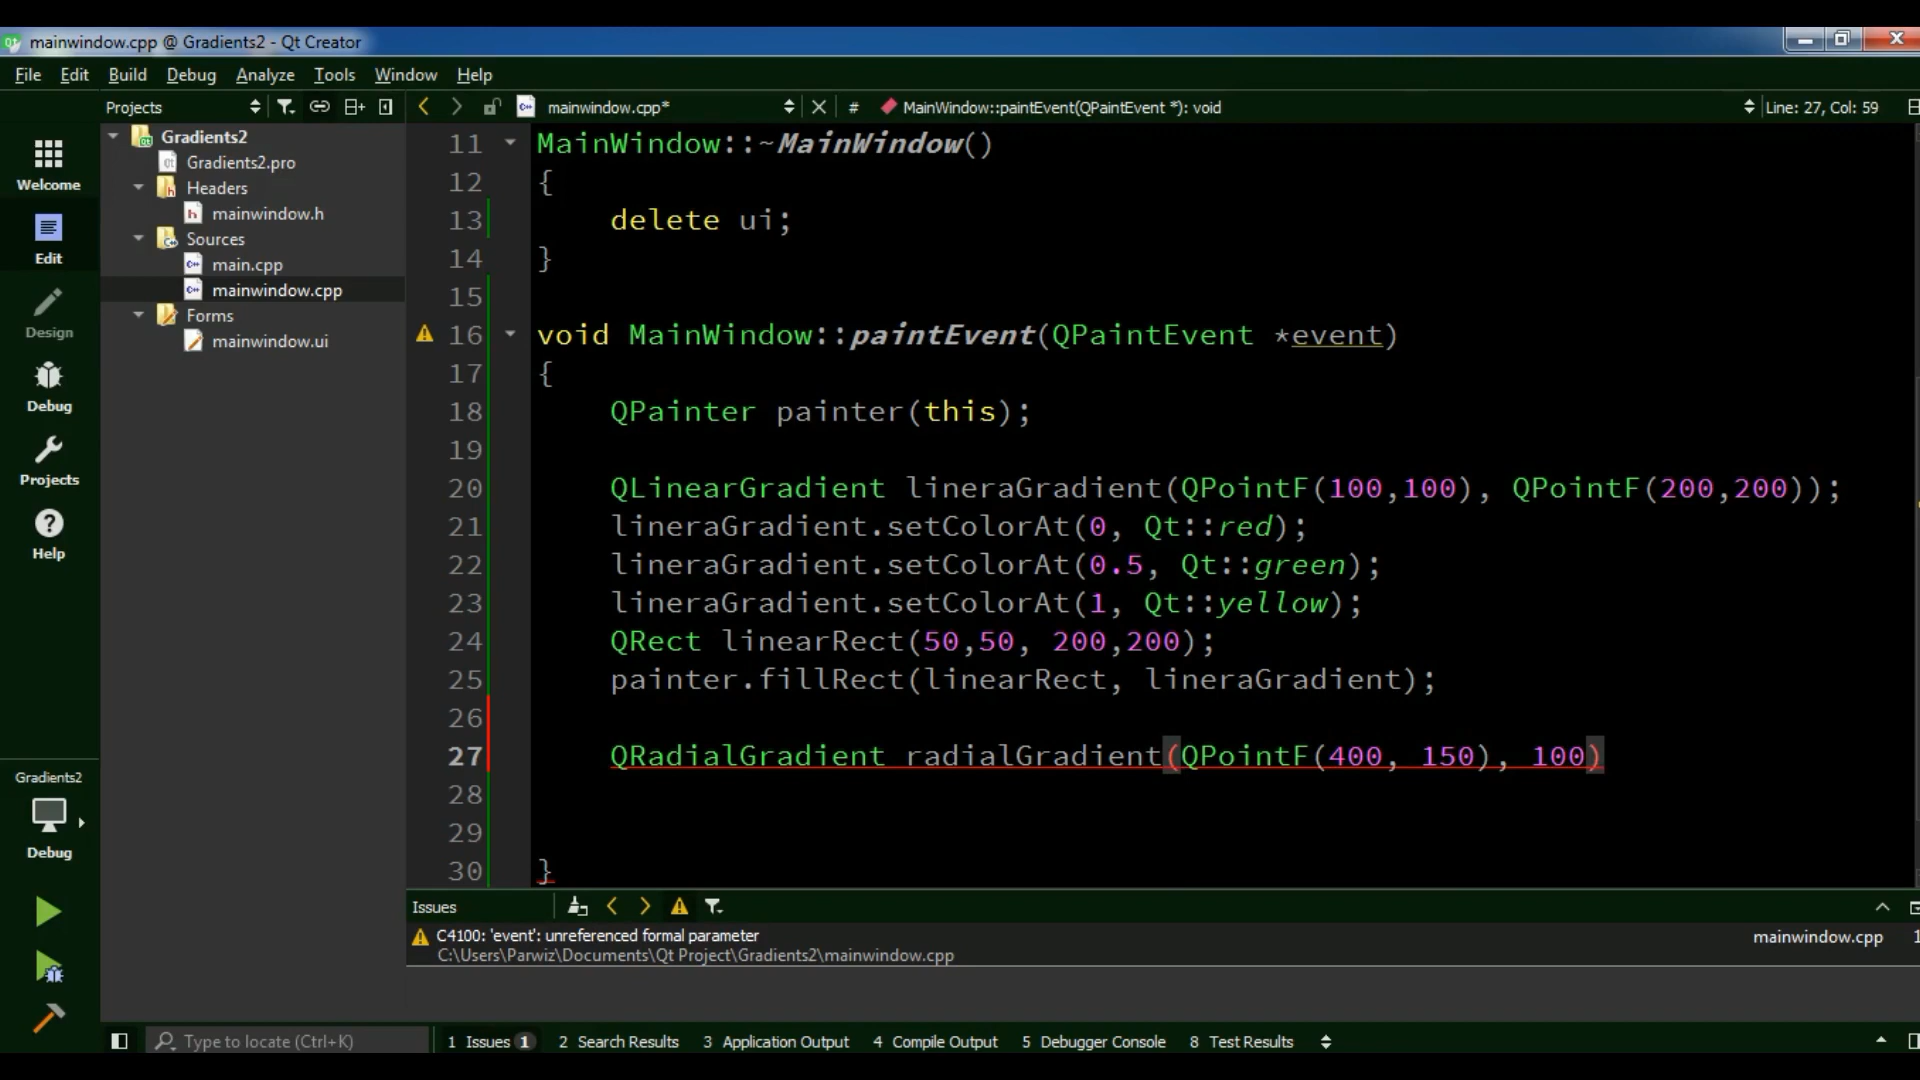 mainwindow.cpp @ Gradients2 - Qt Creator
File Edit Build Debug Analyze Tools Window Help
Projects
mainwindow.cpp* # MainWindow::paintEvent(QPaintEvent *): void Line: 27, Col: 59
Welcome
Edit
Design
Debug
Projects
Help
Gradients2
Debug
Gradients2
Gradients2.pro
Headers
mainwindow.h
Sources
main.cpp
mainwindow.cpp
Forms
mainwindow.ui
11 MainWindow::~MainWindow()
12 {
13 delete ui;
14 }
15
16 void MainWindow::paintEvent(QPaintEvent *event)
17 {
18 QPainter painter(this);
19
20 QLinearGradient lineraGradient(QPointF(100,100), QPointF(200,200));
21 lineraGradient.setColorAt(0, Qt::red);
22 lineraGradient.setColorAt(0.5, Qt::green);
23 lineraGradient.setColorAt(1, Qt::yellow);
24 QRect linearRect(50,50, 200,200);
25 painter.fillRect(linearRect, lineraGradient);
26
27 QRadialGradient radialGradient(QPointF(400, 150), 100)
28
29
30 }
Issues
C4100: 'event': unreferenced formal parameter mainwindow.cpp 1
C:\Users\Parwiz\Documents\Qt Project\Gradients2\mainwindow.cpp
Type to locate (Ctrl+K) 1 Issues 1 2 Search Results 3 Application Output 4 Compile Output 5 Debugger Console 8 Test Results